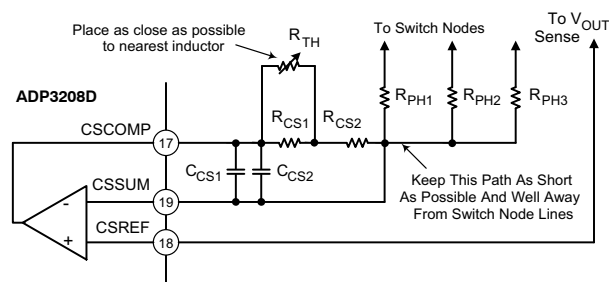 Place as close as possible
to nearest inductor
RTH
To Switch Nodes
To VOUT
Sense
ADP3208D
RPH1
RPH2
RPH3
CSCOMP
17
RCS1
RCS2
CCS1
CCS2
Keep This Path As Short
As Possible And Well Away
From Switch Node Lines
CSSUM
19
-
+
CSREF
18